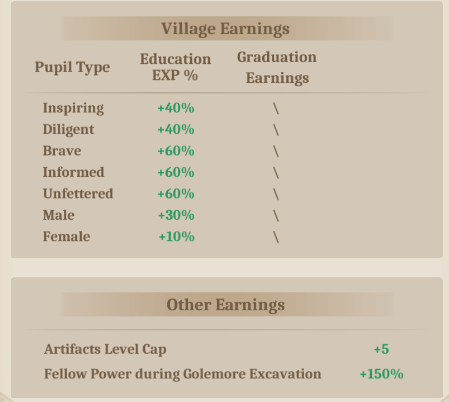 Village Earnings
Pupil Type Education EXP % Graduation Earnings
Inspiring +40% \
Diligent +40% \
Brave +60% \
Informed +60% \
Unfettered +60% \
Male +30% \
Female +10% \
Other Earnings
Artifacts Level Cap +5
Fellow Power during Golemore Excavation +150%